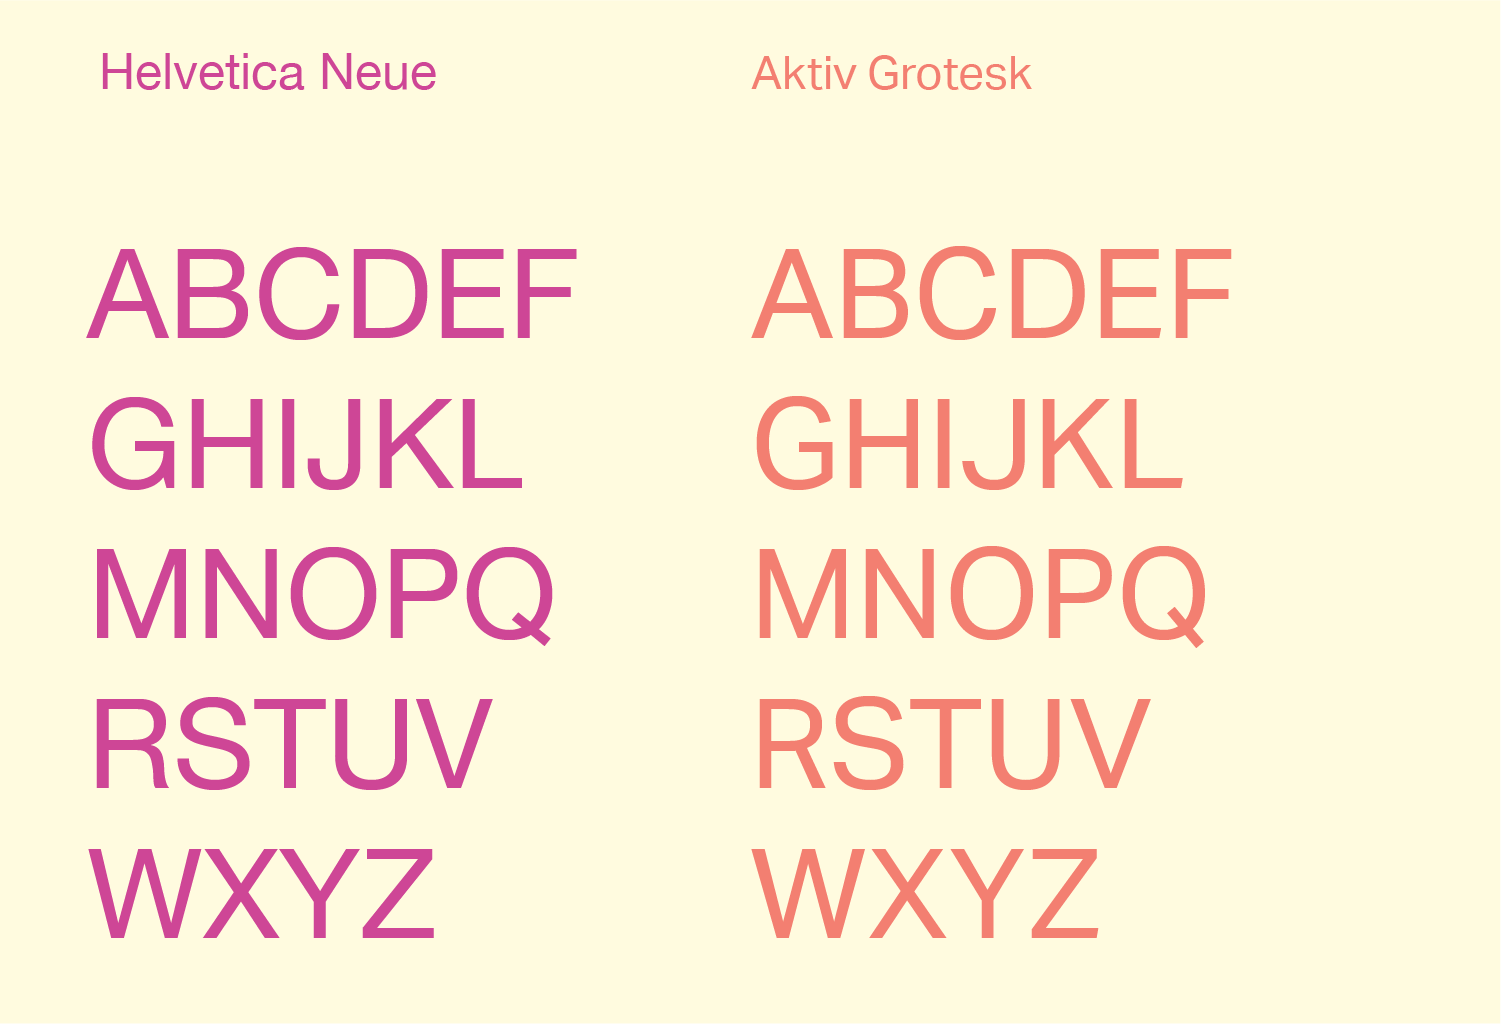 Helvetica Neue
ABCDEF
GHIJKL
MNOPQ
RSTUV
WXYZ
Aktiv Grotesk
ABCDEF
GHIJKL
MNOPQ
RSTUV
WXYZ